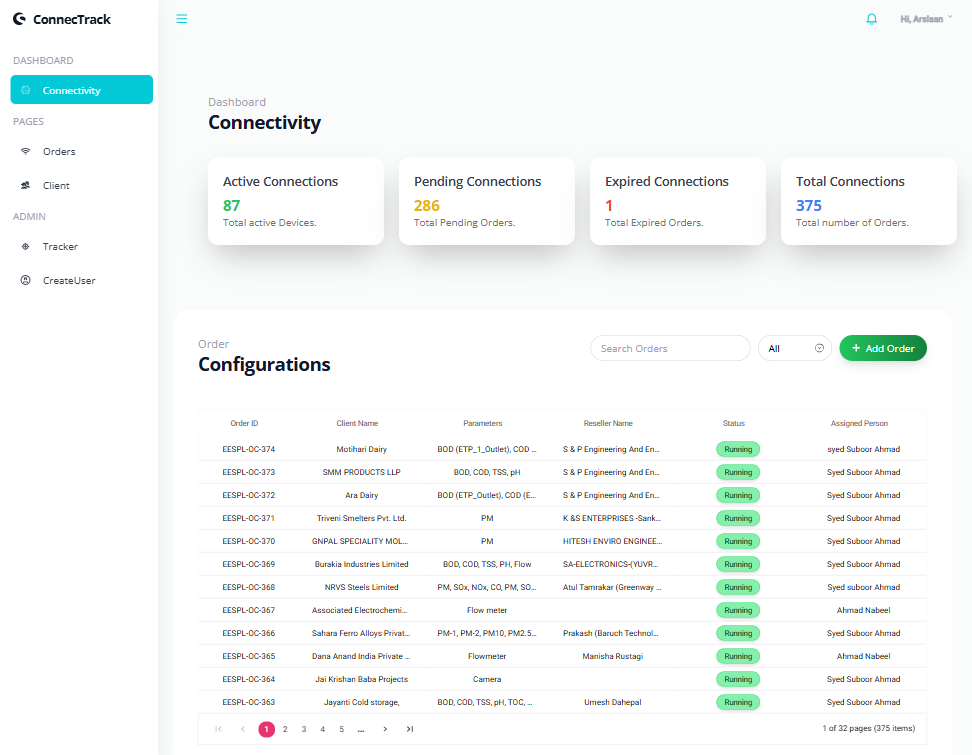 ConnecTrack
Hi, Arslaan
DASHBOARD
Connectivity
PAGES
Orders
Client
ADMIN
Tracker
CreateUser
Dashboard
Connectivity
Active Connections
87
Total active Devices.
Pending Connections
286
Total Pending Orders.
Expired Connections
1
Total Expired Orders.
Total Connections
375
Total number of Orders.
Order
Configurations
Search Orders
All
+ Add Order
Order ID Client Name Parameters Reseller Name Status Assigned Person
EESPL-OC-374 Motihari Dairy BOD (ETP_1_Outlet), COD ... S & P Engineering And En... Running syed Suboor Ahmad
EESPL-OC-373 SMM PRODUCTS LLP BOD, COD, TSS, pH S & P Engineering And En... Running Syed Suboor Ahmad
EESPL-OC-372 Ara Dairy BOD (ETP_Outlet), COD (E... S & P Engineering And En... Running Syed Suboor Ahmad
EESPL-OC-371 Triveni Smelters Pvt. Ltd. PM K &S ENTERPRISES -Sank... Running Syed Suboor Ahmad
EESPL-OC-370 GNPAL SPECIALITY MOL... PM HITESH ENVIRO ENGINEE... Running Syed Suboor Ahmad
EESPL-OC-369 Burakia Industries Limited BOD, COD, TSS, PH, Flow SA-ELECTRONICS-(YUVR... Running Syed Suboor Ahmad
EESPL-OC-368 NRVS Steels Limited PM, SOx, NOx, CO, PM, SO... Atul Tamrakar (Greenway ... Running Syed suboor Ahmad
EESPL-OC-367 Associated Electrochemi... Flow meter Running Ahmad Nabeel
EESPL-OC-366 Sahara Ferro Alloys Privat... PM-1, PM-2, PM10, PM2.5... Prakash (Baruch Technol... Running Syed Suboor Ahmad
EESPL-OC-365 Dana Anand India Private ... Flowmeter Manisha Rustagi Running Ahmad Nabeel
EESPL-OC-364 Jai Krishan Baba Projects Camera Running Syed Suboor Ahmad
EESPL-OC-363 Jayanti Cold storage, BOD, COD, TSS, pH, TOC, ... Umesh Dahepal Running Syed Suboor Ahmad
1 2 3 4 5 ... 1 of 32 pages (375 items)